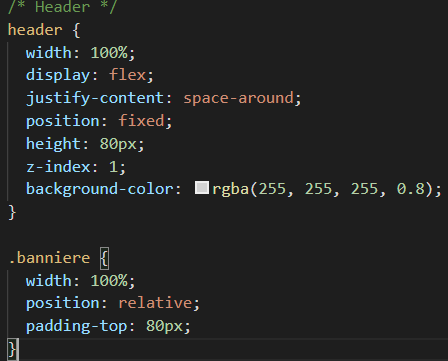 /* Header */
header {
  width: 100%;
  display: flex;
  justify-content: space-around;
  position: fixed;
  height: 80px;
  z-index: 1;
  background-color: rgba(255, 255, 255, 0.8);
}

.banniere {
  width: 100%;
  position: relative;
  padding-top: 80px;
}